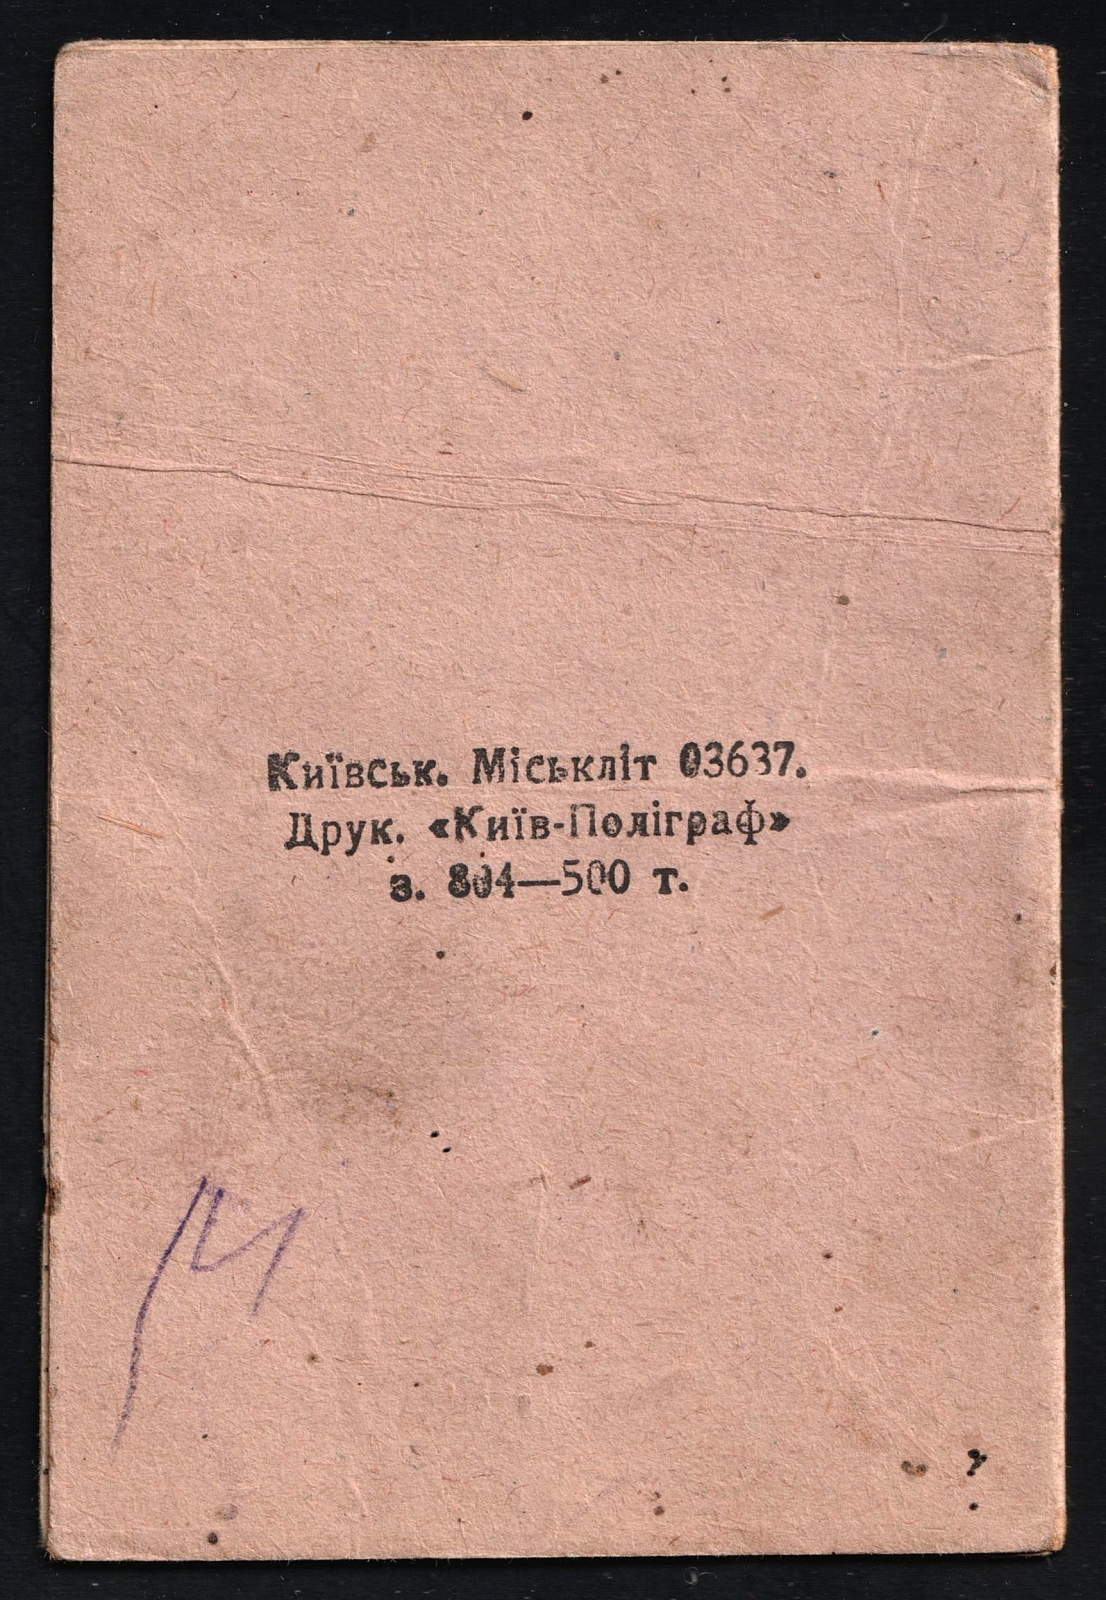 Київськ. Міськліт 03637.
Друк. «Київ-Поліграф»
з. 804—500 т.